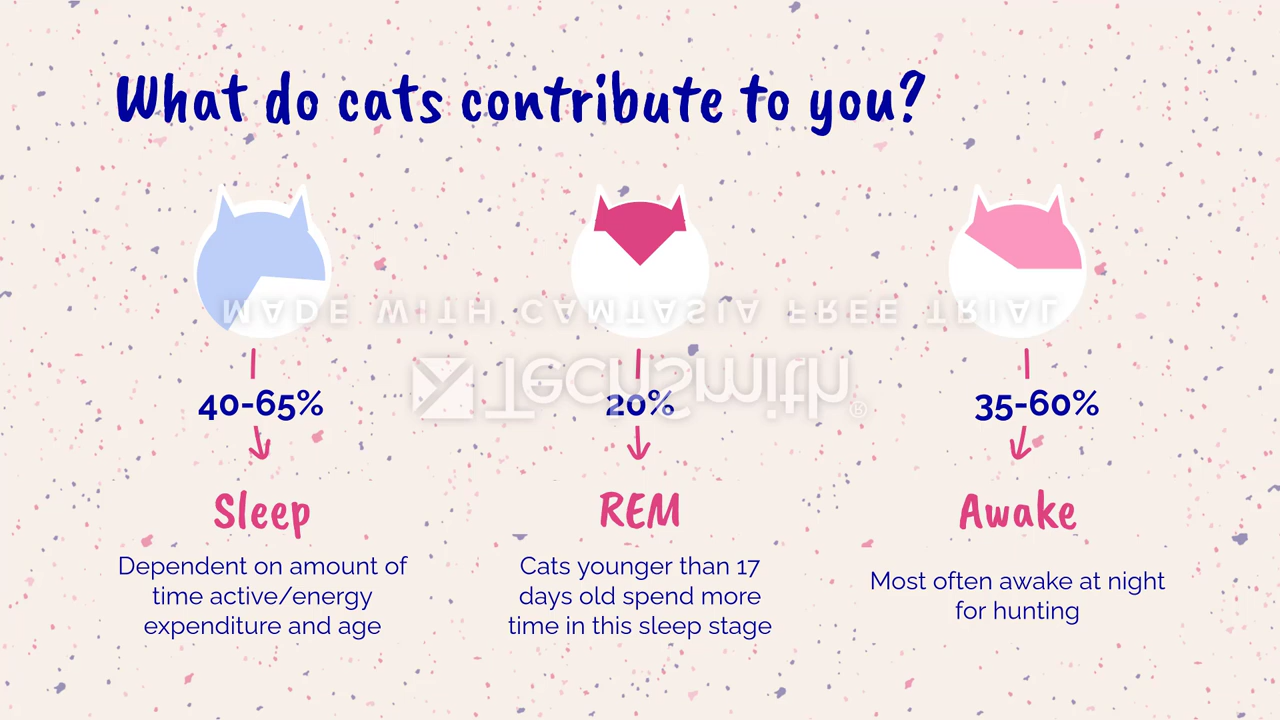 What do cats contribute to you?
MADE WITH CAMTASIA FREE TRIAL
TechSmith®
40-65%
20%
35-60%
Sleep
REM
Awake
Dependent on amount of
time active/energy
expenditure and age
Cats younger than 17
days old spend more
time in this sleep stage
Most often awake at night
for hunting